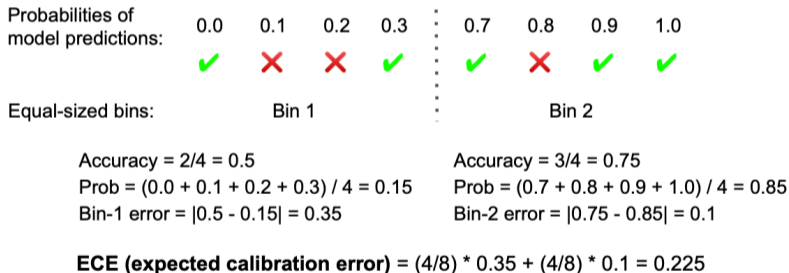 Probabilities of
model predictions:
0.0 0.1 0.2 0.3 0.7 0.8 0.9 1.0
Equal-sized bins: Bin 1 Bin 2
Accuracy = 2/4 = 0.5
Prob = (0.0 + 0.1 + 0.2 + 0.3) / 4 = 0.15
Bin-1 error = |0.5 - 0.15| = 0.35
Accuracy = 3/4 = 0.75
Prob = (0.7 + 0.8 + 0.9 + 1.0) / 4 = 0.85
Bin-2 error = |0.75 - 0.85| = 0.1
ECE (expected calibration error) = (4/8) * 0.35 + (4/8) * 0.1 = 0.225